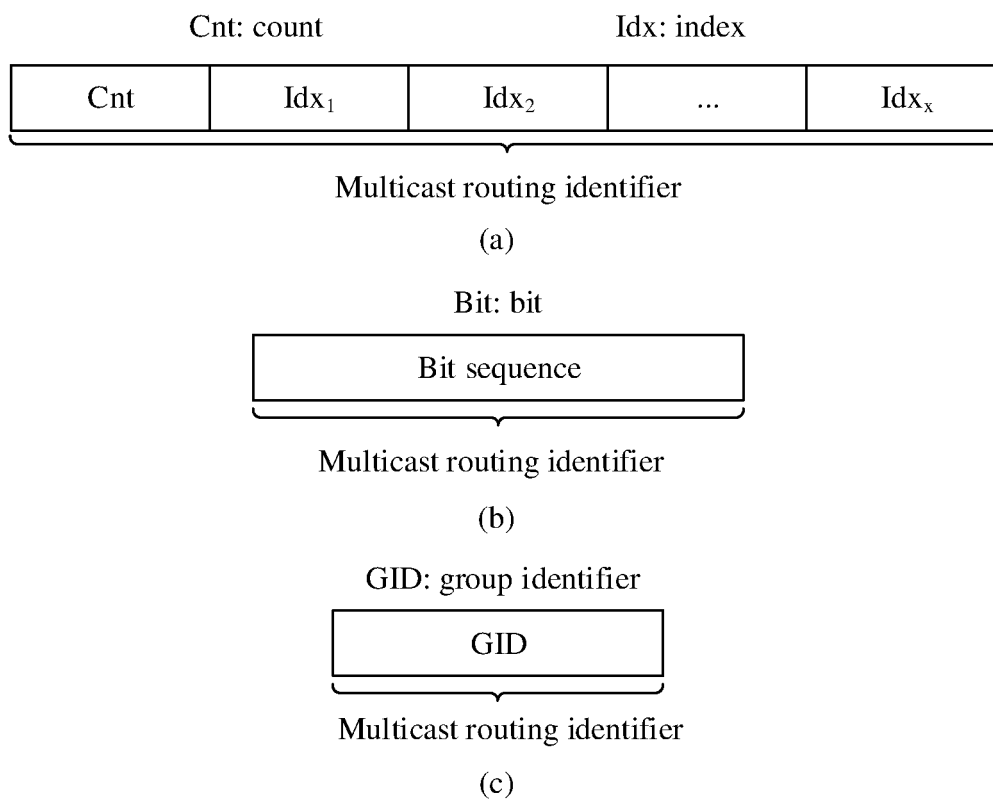 Cnt: count Idx: index
Cnt Idx₁ Idx₂ ... Idxₓ
Multicast routing identifier
(a)
Bit: bit
Bit sequence
Multicast routing identifier
(b)
GID: group identifier
GID
Multicast routing identifier
(c)